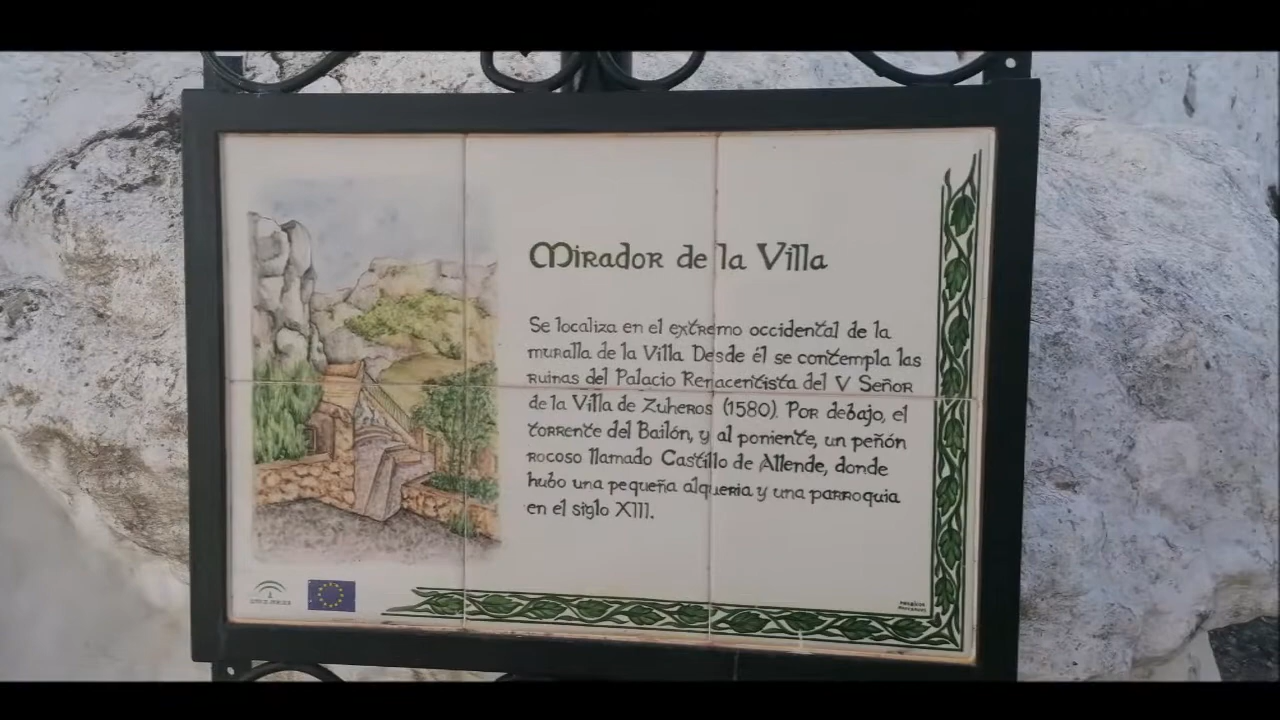 Mirador de la Villa
Se localiza en el extremo occidental de la
muralla de la Villa. Desde él se contempla las
ruinas del Palacio Renacentista del V Señor
de la Villa de Zuheros (1580). Por debajo, el
torrente del Bailón, y al poniente, un peñón
rocoso llamado Castillo de Allende, donde
hubo una pequeña alqueria y una parroquia
en el siglo XIII.